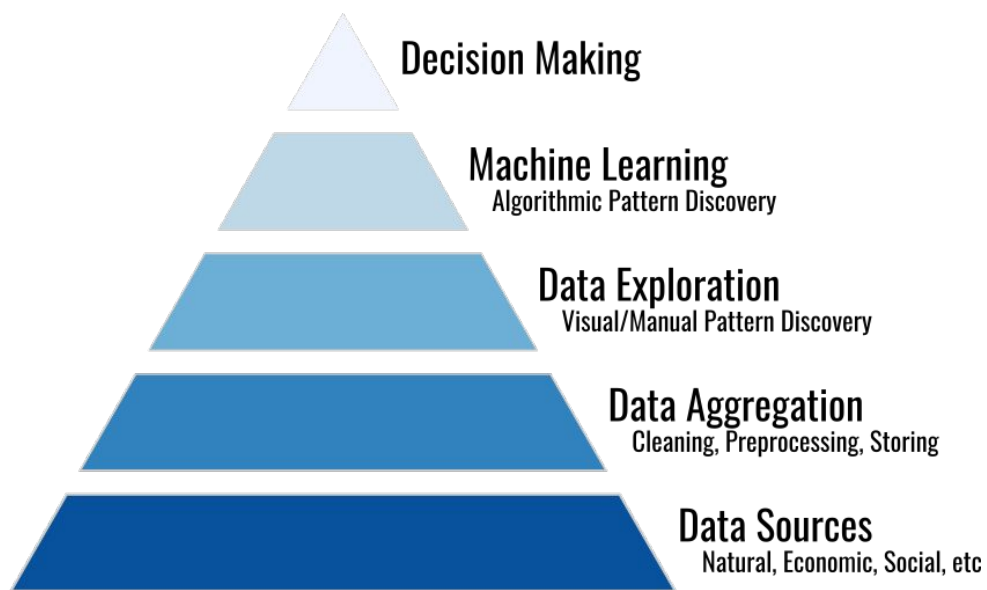 Decision Making
Machine Learning
Algorithmic Pattern Discovery
Data Exploration
Visual/Manual Pattern Discovery
Data Aggregation
Cleaning, Preprocessing, Storing
Data Sources
Natural, Economic, Social, etc